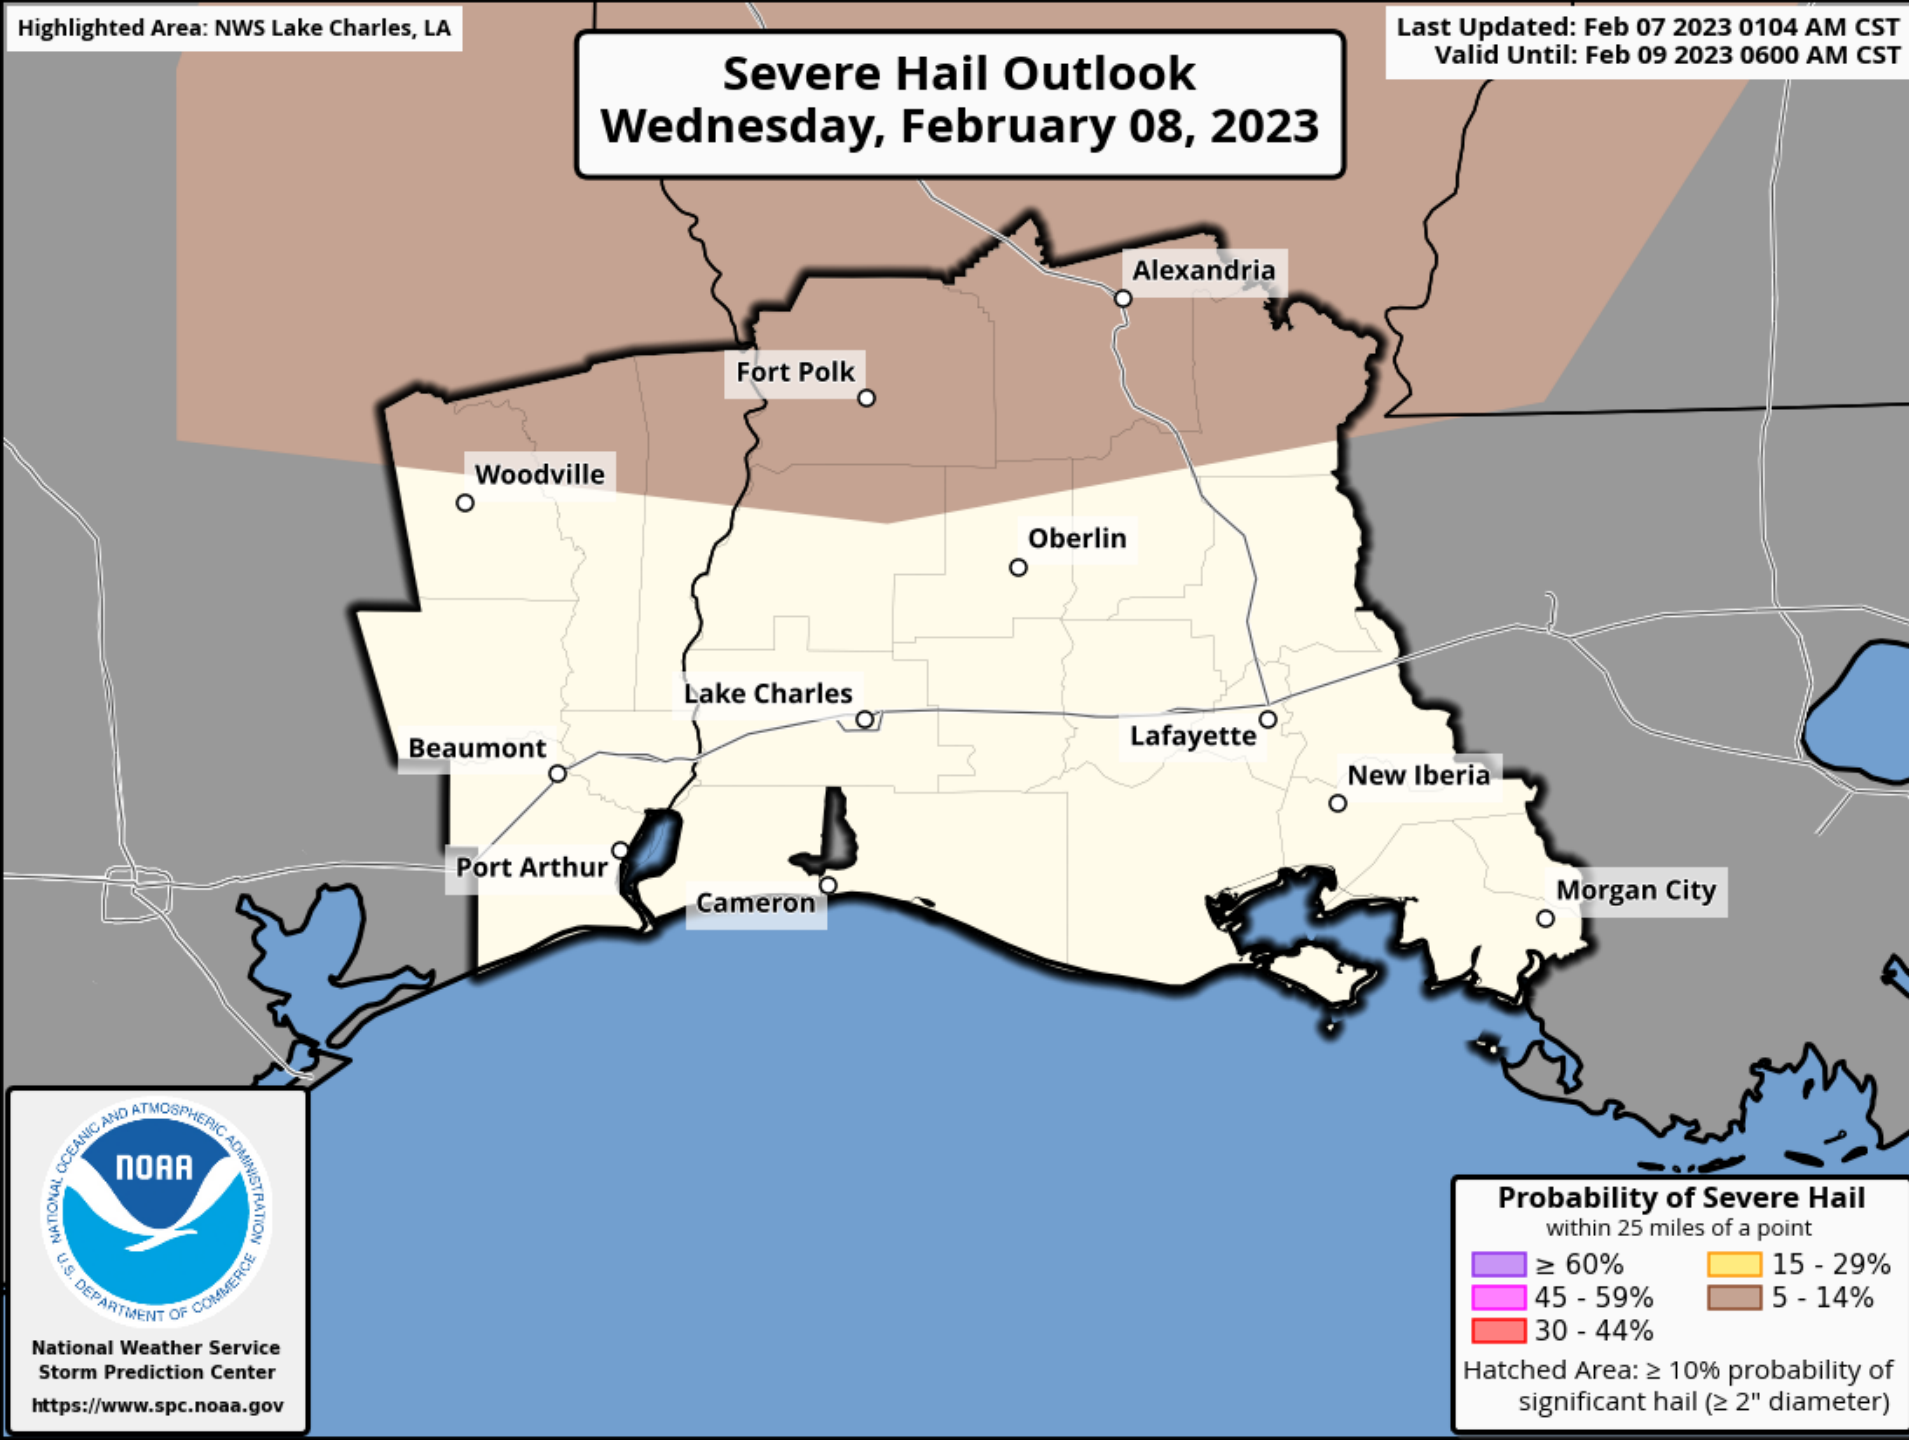 Highlighted Area: NWS Lake Charles, LA
Severe Hail Outlook
Wednesday, February 08, 2023
Last Updated: Feb 07 2023 0104 AM CST
Valid Until: Feb 09 2023 0600 AM CST
Alexandria
Fort Polk
Woodville
Oberlin
Lake Charles
Lafayette
Beaumont
New Iberia
Port Arthur
Cameron
Morgan City
NATIONAL OCEANIC AND ATMOSPHERIC ADMINISTRATION
NOAA
U.S. DEPARTMENT OF COMMERCE
National Weather Service
Storm Prediction Center
https://www.spc.noaa.gov
Probability of Severe Hail
within 25 miles of a point
≥ 60% 15 - 29%
45 - 59% 5 - 14%
30 - 44%
Hatched Area: ≥ 10% probability of
significant hail (≥ 2" diameter)